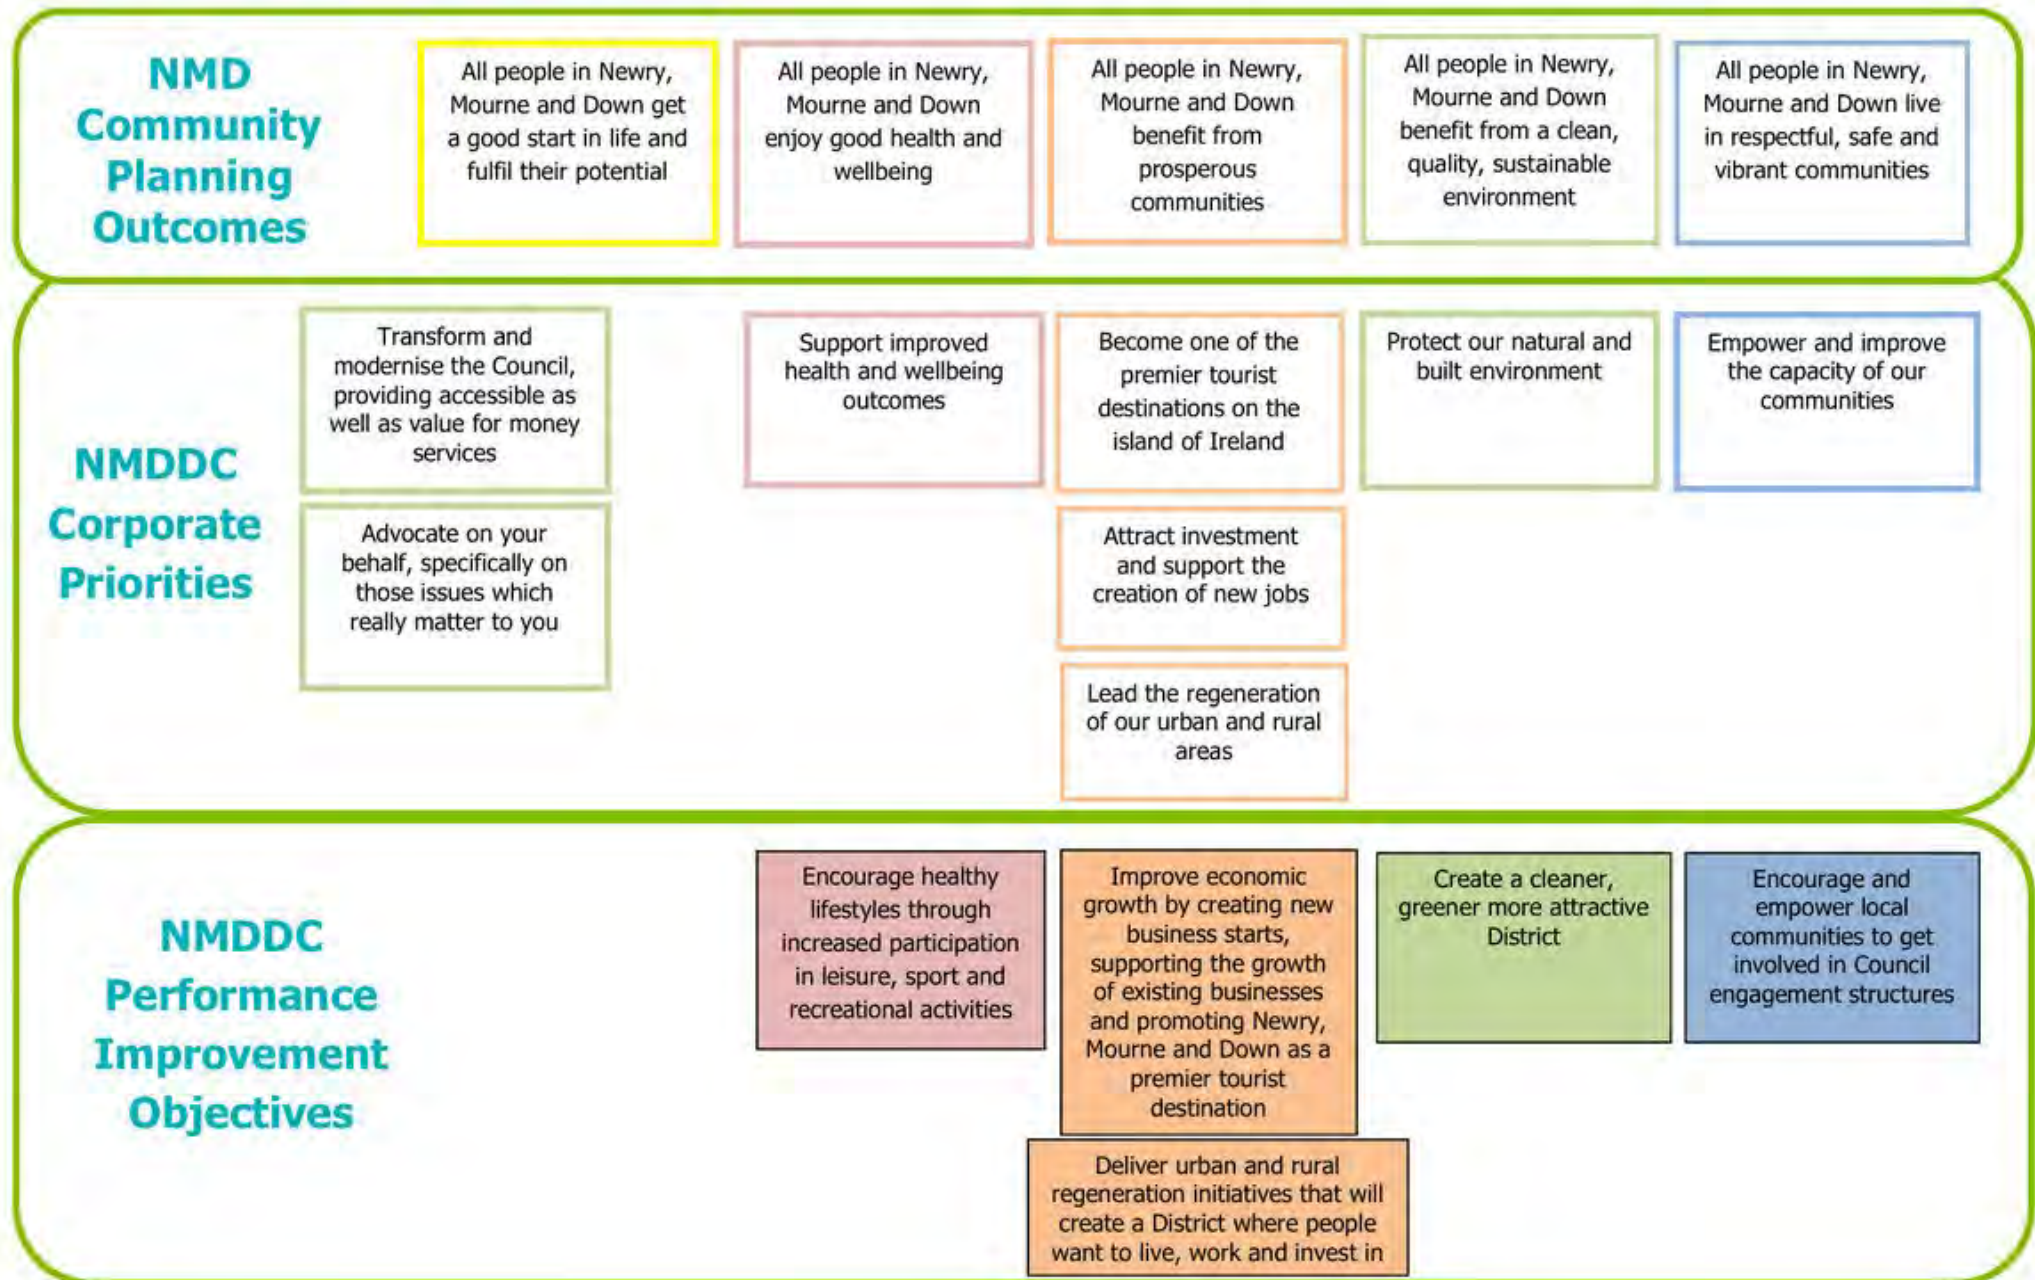 NMD
Community
Planning
Outcomes
All people in Newry,
Mourne and Down get
a good start in life and
fulfil their potential
All people in Newry,
Mourne and Down
enjoy good health and
wellbeing
All people in Newry,
Mourne and Down
benefit from
prosperous
communities
All people in Newry,
Mourne and Down
benefit from a clean,
quality, sustainable
environment
All people in Newry,
Mourne and Down live
in respectful, safe and
vibrant communities
NMDDC
Corporate
Priorities
Transform and
modernise the Council,
providing accessible as
well as value for money
services
Advocate on your
behalf, specifically on
those issues which
really matter to you
Support improved
health and wellbeing
outcomes
Become one of the
premier tourist
destinations on the
island of Ireland
Attract investment
and support the
creation of new jobs
Lead the regeneration
of our urban and rural
areas
Protect our natural and
built environment
Empower and improve
the capacity of our
communities
NMDDC
Performance
Improvement
Objectives
Encourage healthy
lifestyles through
increased participation
in leisure, sport and
recreational activities
Improve economic
growth by creating new
business starts,
supporting the growth
of existing businesses
and promoting Newry,
Mourne and Down as a
premier tourist
destination
Deliver urban and rural
regeneration initiatives that will
create a District where people
want to live, work and invest in
Create a cleaner,
greener more attractive
District
Encourage and
empower local
communities to get
involved in Council
engagement structures